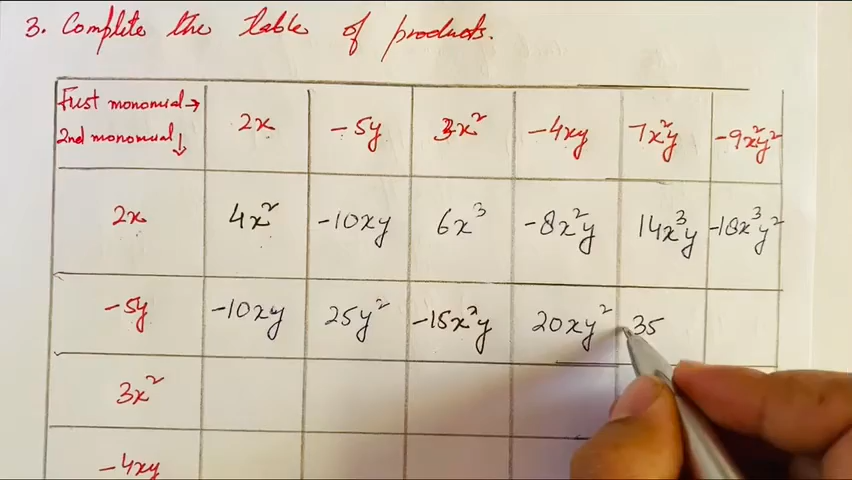 3. Complete the table of products.
First monomial → 2x -5y 3x² -4xy 7x²y -9x²y²
2nd monomial ↓
2x 4x² -10xy 6x³ -8x²y 14x³y -18x³y²
-5y -10xy 25y² -15x²y 20xy² 35
3x²
-4xy